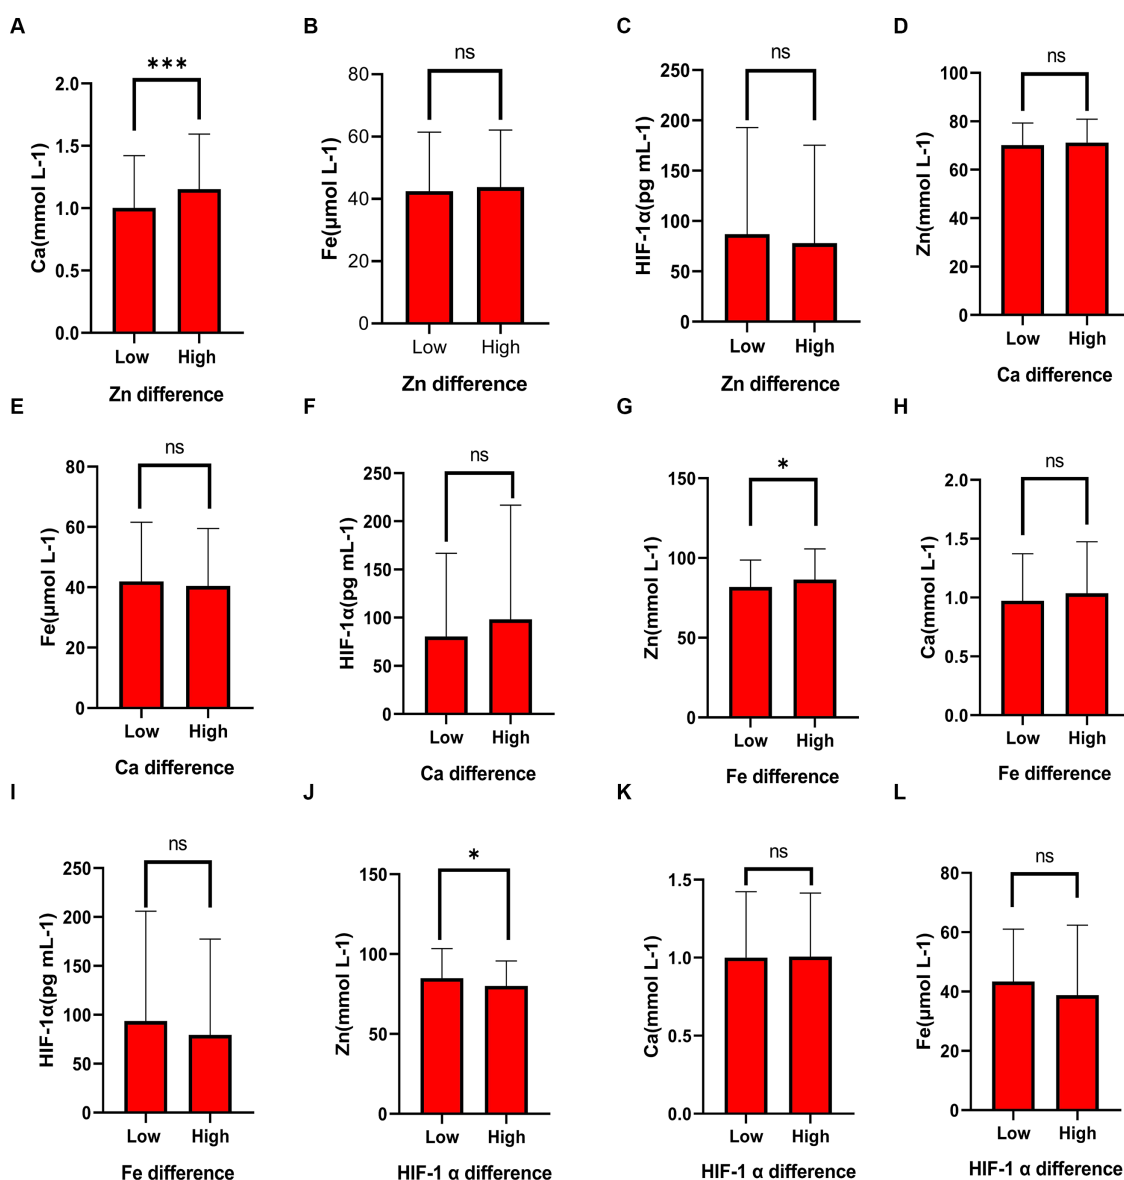 A
***
Ca(mmol L-1)
2.0
1.5
1.0
0.5
0.0
Low High
Zn difference
B
ns
Fe(μmol L-1)
80
60
40
20
0
Low High
Zn difference
C
ns
HIF-1α(pg mL-1)
250
200
150
100
50
0
Low High
Zn difference
D
ns
Zn(mmol L-1)
100
80
60
40
20
0
Low High
Ca difference
E
ns
Fe(μmol L-1)
80
60
40
20
0
Low High
Ca difference
F
ns
HIF-1α(pg mL-1)
250
200
150
100
50
0
Low High
Ca difference
G
*
Zn(mmol L-1)
150
100
50
0
Low High
Fe difference
H
ns
Ca(mmol L-1)
2.0
1.5
1.0
0.5
0.0
Low High
Fe difference
I
ns
HIF-1α(pg mL-1)
250
200
150
100
50
0
Low High
Fe difference
J
*
Zn(mmol L-1)
150
100
50
0
Low High
HIF-1 α difference
K
ns
Ca(mmol L-1)
1.5
1.0
0.5
0.0
Low High
HIF-1 α difference
L
ns
Fe(μmol L-1)
80
60
40
20
0
Low High
HIF-1 α difference